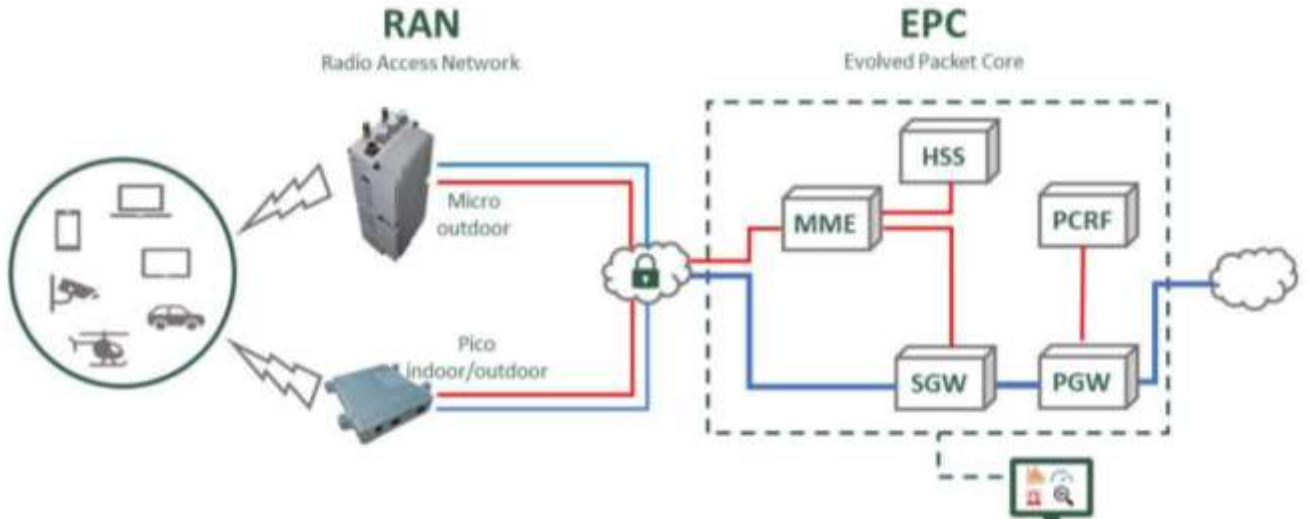 RAN
Radio Access Network
EPC
Evolved Packet Core
Micro
outdoor
Pico
indoor/outdoor
HSS
MME
PCRF
SGW
PGW